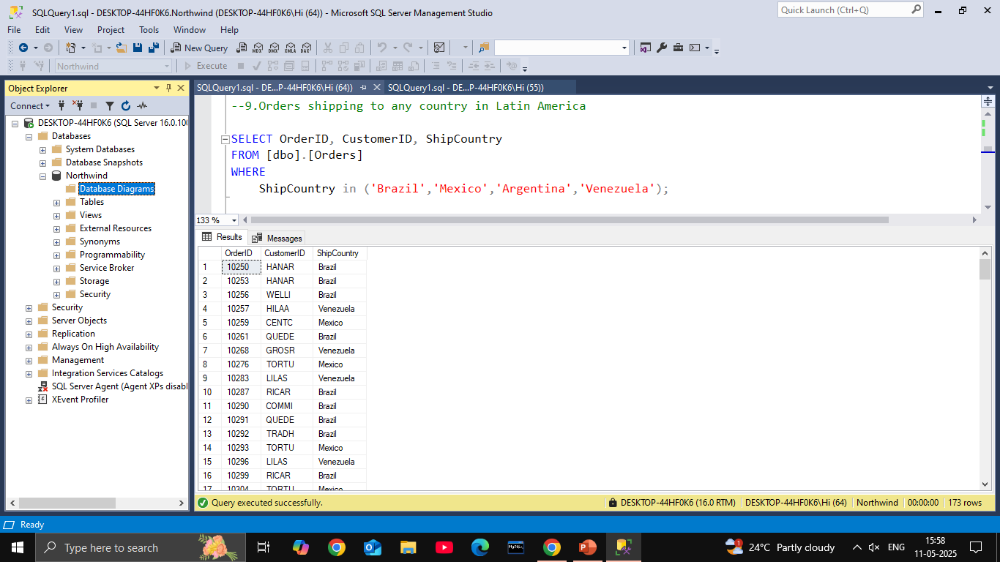 SQLQuery1.sql - DESKTOP-44HF0K6.Northwind (DESKTOP-44HF0K6\Hi (64)) - Microsoft SQL Server Management Studio
Quick Launch (Ctrl+Q)
File Edit View Project Tools Window Help
New Query MDX DMX XMLA DAX
Northwind Execute
Object Explorer
Connect
DESKTOP-44HF0K6 (SQL Server 16.0.100
Databases
System Databases
Database Snapshots
Northwind
Database Diagrams
Tables
Views
External Resources
Synonyms
Programmability
Service Broker
Storage
Security
Security
Server Objects
Replication
Always On High Availability
Management
Integration Services Catalogs
SQL Server Agent (Agent XPs disabl
XEvent Profiler
SQLQuery1.sql - DE...P-44HF0K6\Hi (64)) SQLQuery1.sql - DE...P-44HF0K6\Hi (55))
--9.Orders shipping to any country in Latin America
SELECT OrderID, CustomerID, ShipCountry
FROM [dbo].[Orders]
WHERE
ShipCountry in ('Brazil','Mexico','Argentina','Venezuela');
133 %
Results Messages
OrderID CustomerID ShipCountry
1 10250 HANAR Brazil
2 10253 HANAR Brazil
3 10256 WELLI Brazil
4 10257 HILAA Venezuela
5 10259 CENTC Mexico
6 10261 QUEDE Brazil
7 10268 GROSR Venezuela
8 10276 TORTU Mexico
9 10283 LILAS Venezuela
10 10287 RICAR Brazil
11 10290 COMMI Brazil
12 10291 QUEDE Brazil
13 10292 TRADH Brazil
14 10293 TORTU Mexico
15 10296 LILAS Venezuela
16 10299 RICAR Brazil
17 10304 TORTU Mexico
Query executed successfully. DESKTOP-44HF0K6 (16.0 RTM) DESKTOP-44HF0K6\Hi (64) Northwind 00:00:00 173 rows
Ready
Type here to search
MySQL
1 24°C Partly cloudy ENG
15:58
11-05-2025